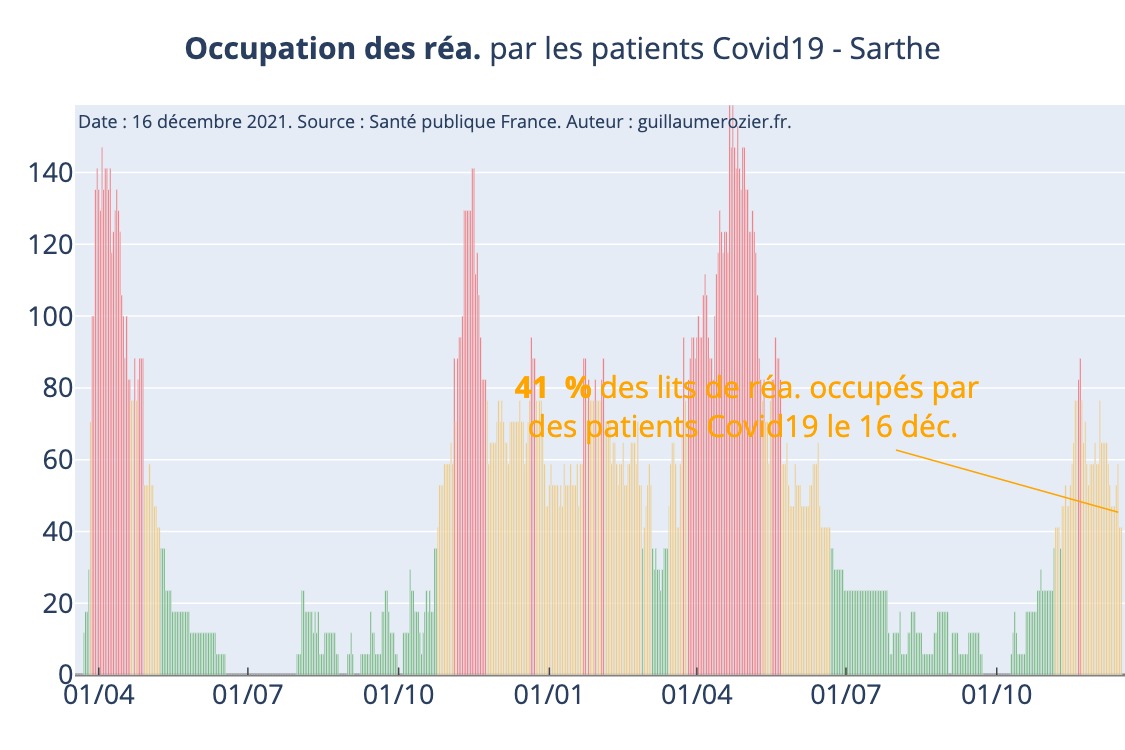 Occupation des réa. par les patients Covid19 - Sarthe
Date : 16 décembre 2021. Source : Santé publique France. Auteur : guillaumerozier.fr.
140
120
100
80
60
40
20
0
41 % des lits de réa. occupés par
des patients Covid19 le 16 déc.
01/04 01/07 01/10 01/01 01/04 01/07 01/10